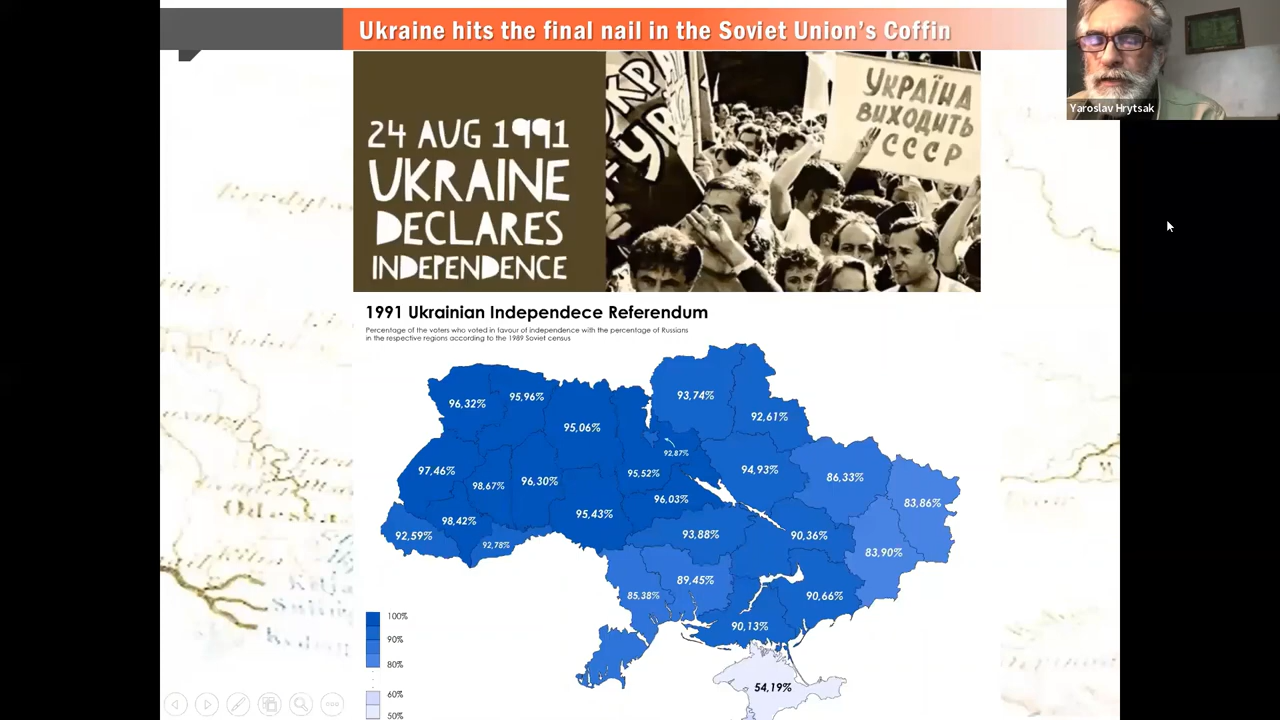 Ukraine hits the final nail in the Soviet Union's Coffin
Yaroslav Hrytsak
24 AUG 1991
UKRAINE
DECLARES
INDEPENDENCE
УКРАЇНА
ВИХОДИТЬ
СССР
1991 Ukrainian Independece Referendum
Percentage of the voters who voted in favour of independence with the percentage of Russians
in the respective regions according to the 1989 Soviet census
93,74%
96,32%
95,96%
92,61%
95,06%
92,87%
97,46%
98,67%
96,30%
95,52%
94,93%
86,33%
96,03%
83,86%
98,42%
95,43%
92,59%
92,78%
93,88%
90,36%
83,90%
89,45%
85,38%
90,66%
90,13%
54,19%
100%
90%
80%
60%
50%